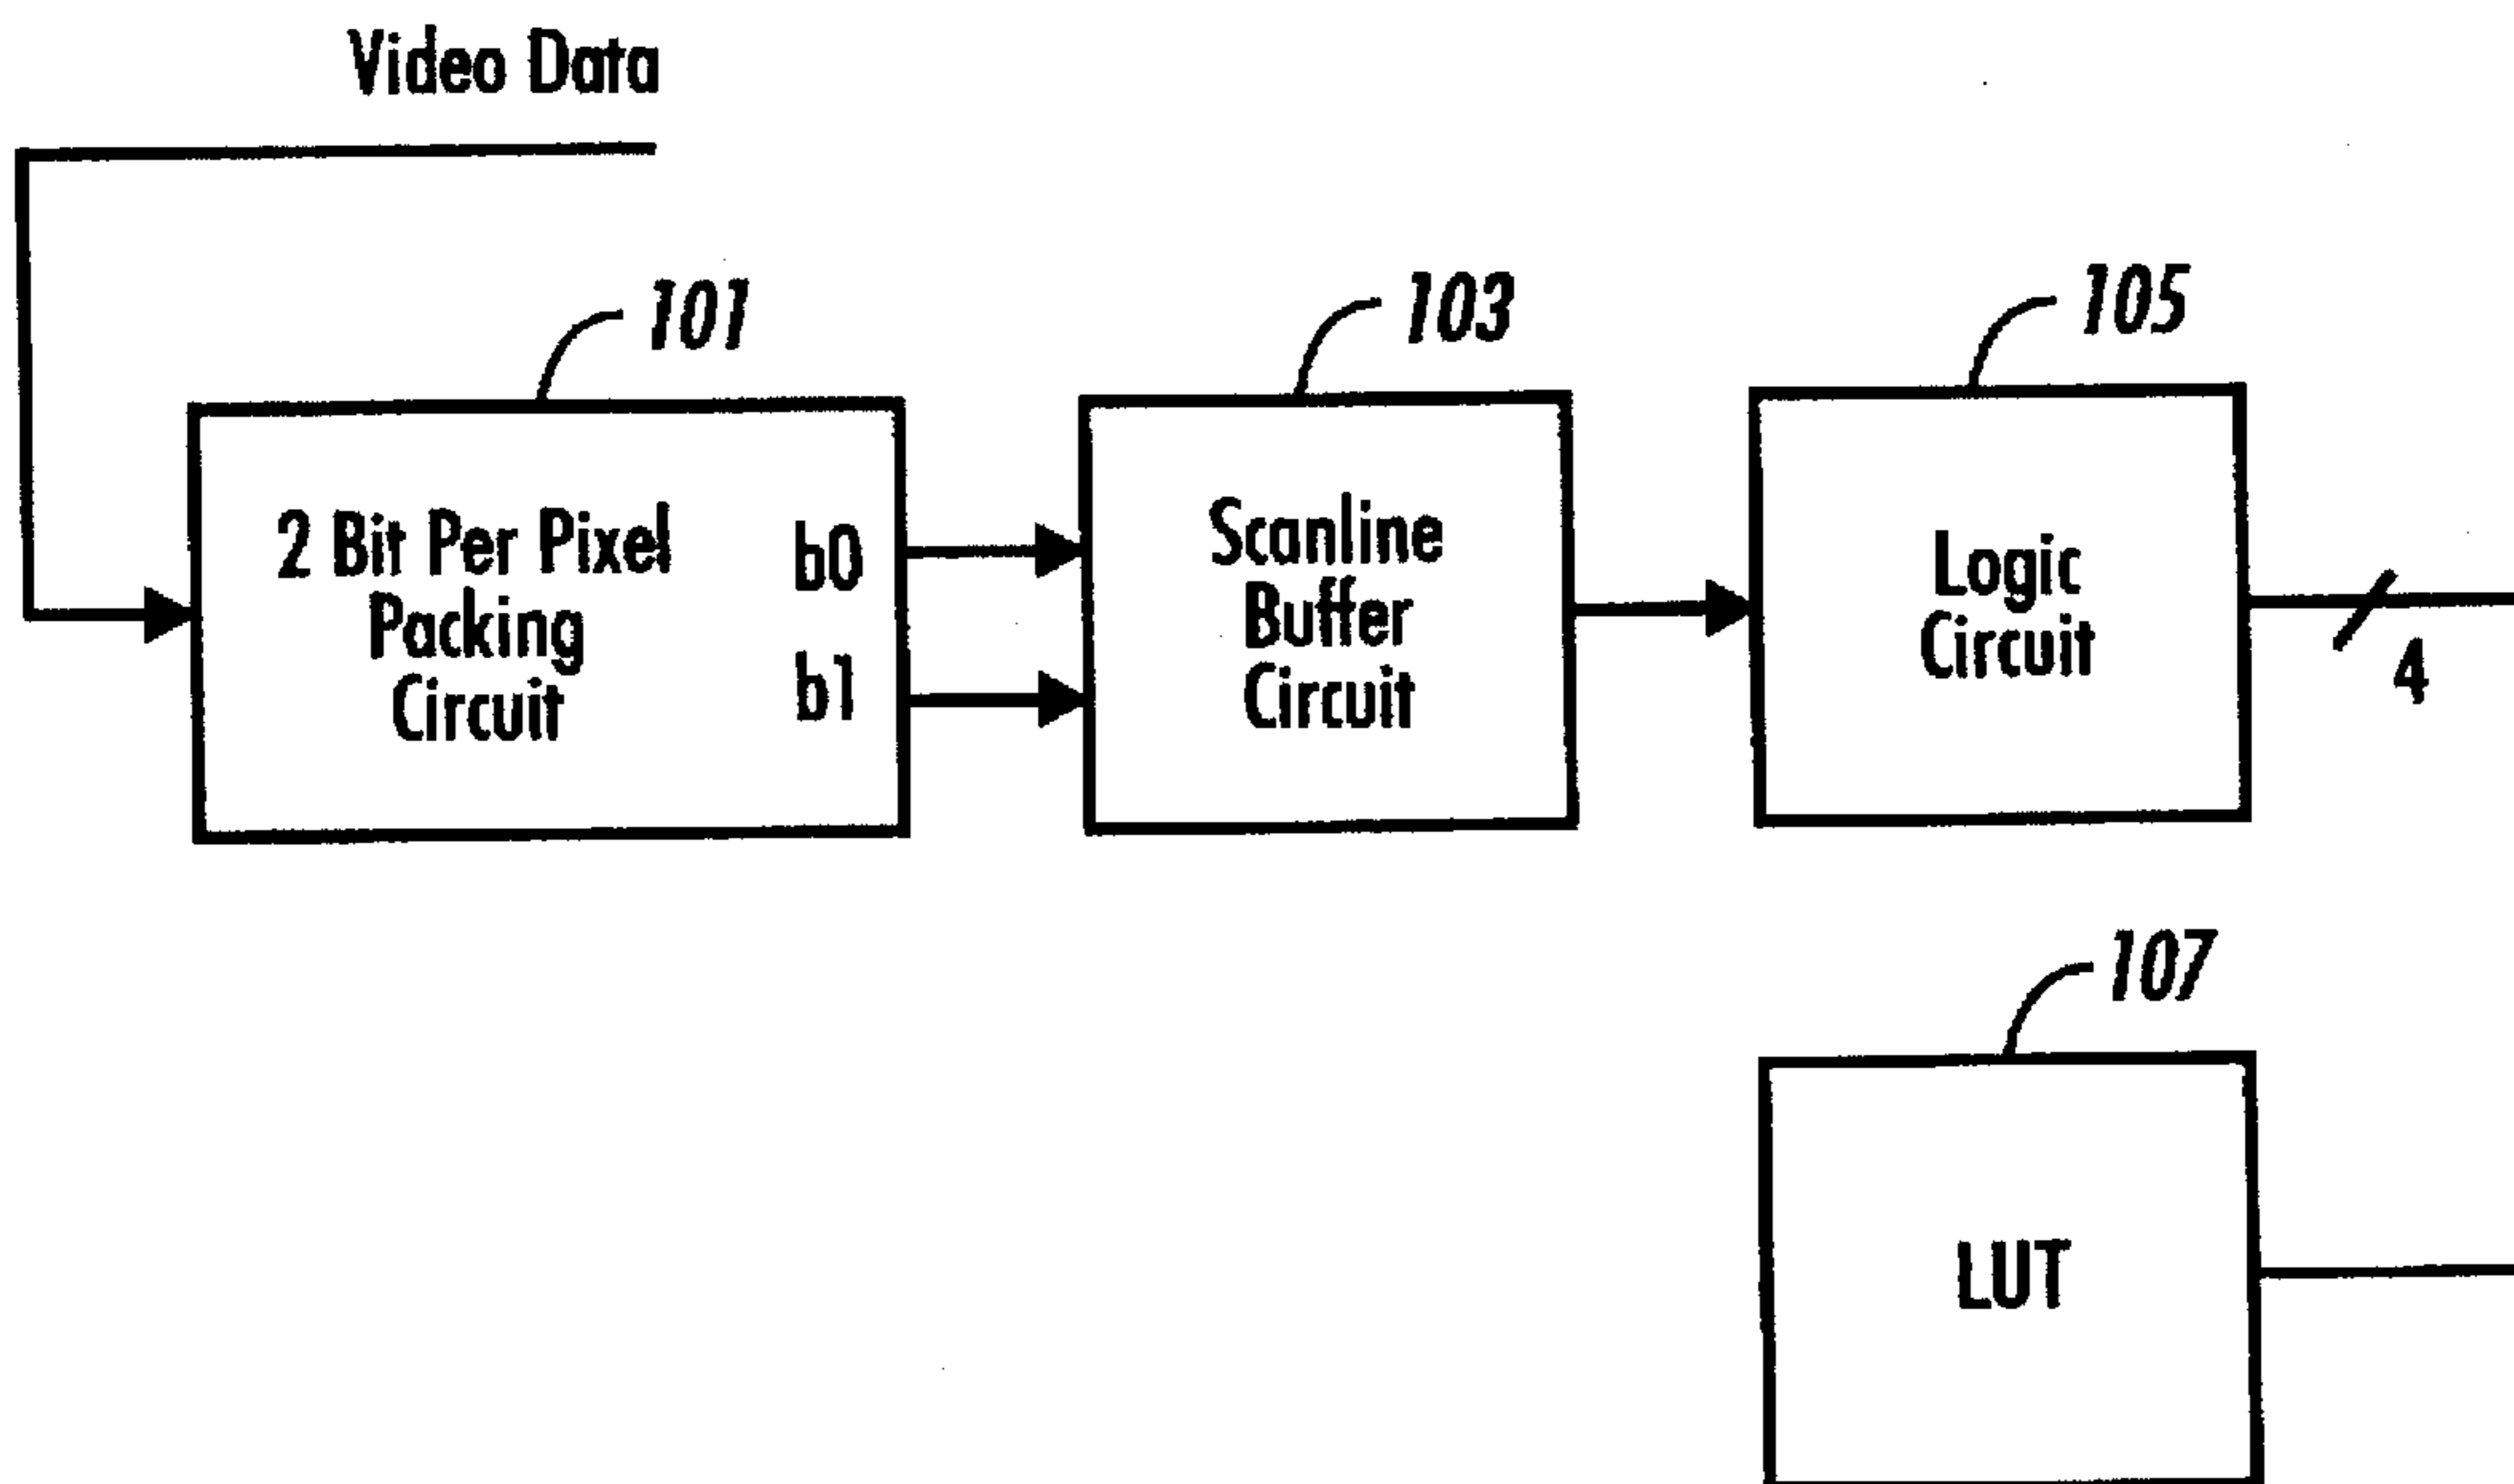 Video Data
101
103
105
2 Bit Per Pixel
Packing
Circuit
b0
b1
Scanline
Buffer
Circuit
Logic
Circuit
4
107
LUT